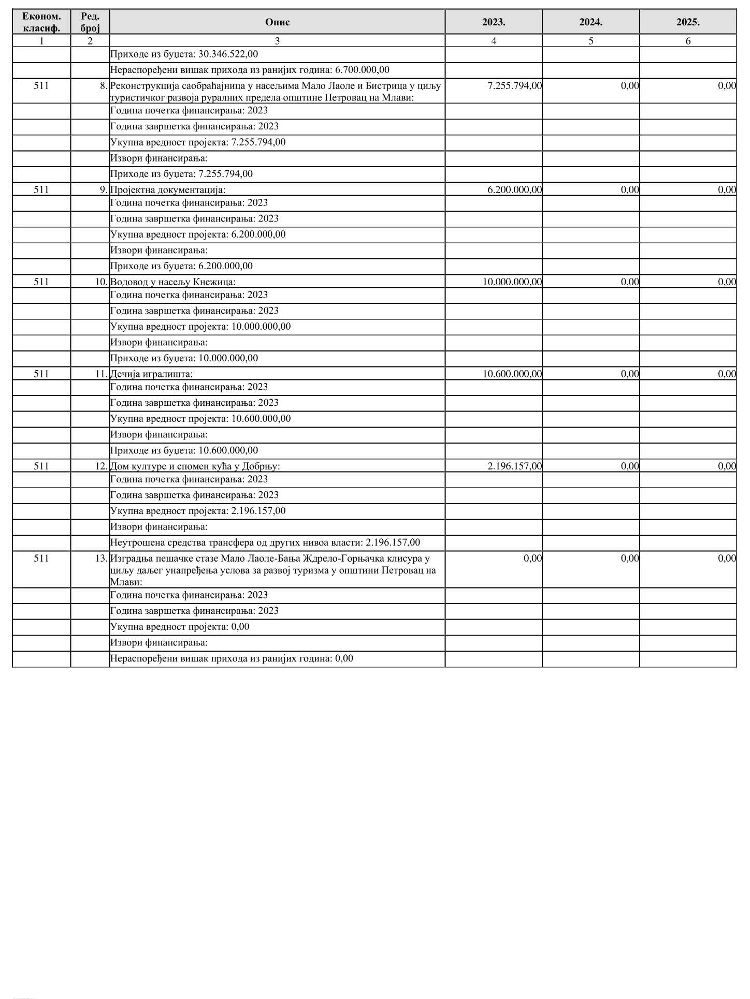 Економ. класиф. Ред. број Опис 2023. 2024. 2025.
1 2 3 4 5 6
Приходе из буџета: 30.346.522,00
Нераспоређени вишак прихода из ранијих година: 6.700.000,00
511 8. Реконструкција саобраћајница у насељима Мало Лаоле и Бистрица у циљу 7.255.794,00 0,00 0,00
туристичког развоја руралних предела општине Петровац на Млави:
Година почетка финансирања: 2023
Година завршетка финансирања: 2023
Укупна вредност пројекта: 7.255.794,00
Извори финансирања:
Приходе из буџета: 7.255.794,00
511 9. Пројектна документација: 6.200.000,00 0,00 0,00
Година почетка финансирања: 2023
Година завршетка финансирања: 2023
Укупна вредност пројекта: 6.200.000,00
Извори финансирања:
Приходе из буџета: 6.200.000,00
511 10. Водовод у насељу Кнежица: 10.000.000,00 0,00 0,00
Година почетка финансирања: 2023
Година завршетка финансирања: 2023
Укупна вредност пројекта: 10.000.000,00
Извори финансирања:
Приходе из буџета: 10.000.000,00
511 11. Дечија игралишта: 10.600.000,00 0,00 0,00
Година почетка финансирања: 2023
Година завршетка финансирања: 2023
Укупна вредност пројекта: 10.600.000,00
Извори финансирања:
Приходе из буџета: 10.600.000,00
511 12. Дом културе и спомен кућа у Добрњу: 2.196.157,00 0,00 0,00
Година почетка финансирања: 2023
Година завршетка финансирања: 2023
Укупна вредност пројекта: 2.196.157,00
Извори финансирања:
Неутрошена средства трансфера од других нивоа власти: 2.196.157,00
511 13. Изградња пешачке стазе Мало Лаоле-Бања Ждрело-Горњачка клисура у 0,00 0,00 0,00
циљу даљег унапређења услова за развој туризма у општини Петровац на
Млави:
Година почетка финансирања: 2023
Година завршетка финансирања: 2023
Укупна вредност пројекта: 0,00
Извори финансирања:
Нераспоређени вишак прихода из ранијих година: 0,00